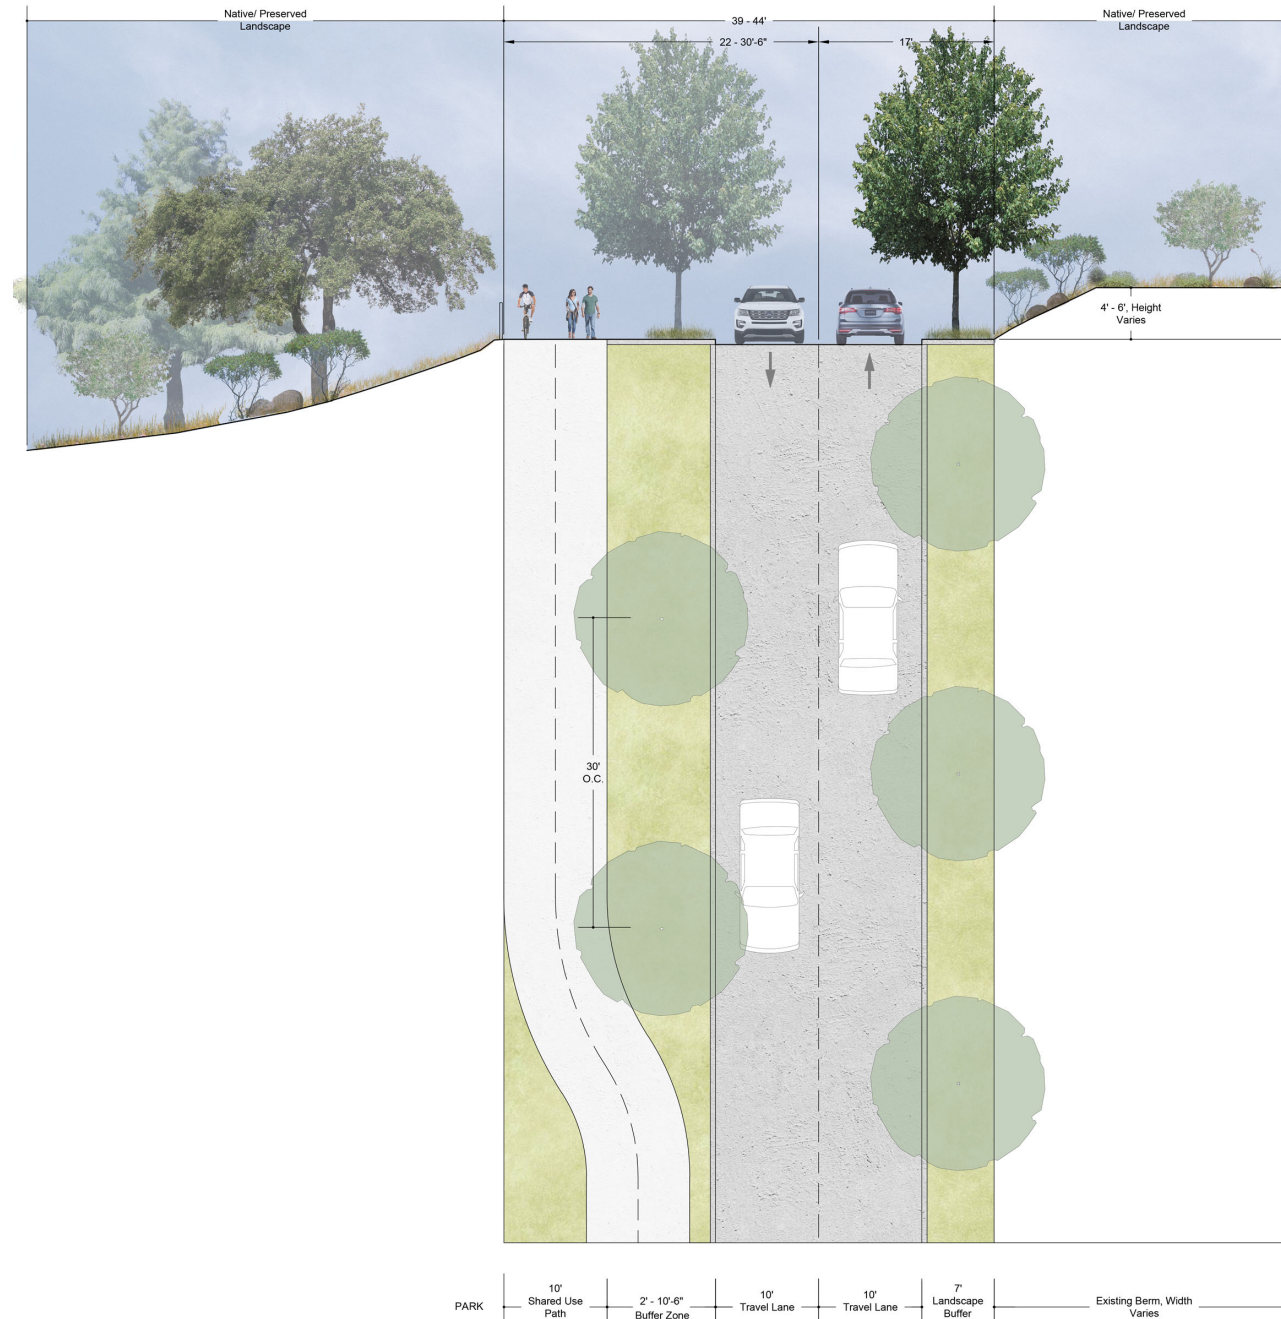 Native/ Preserved
Landscape
39 - 44'
Native/ Preserved
Landscape
22 - 30'-6"
17'
4' - 6', Height
Varies
30'
O.C.
PARK
10'
Shared Use
Path
2' - 10'-6"
Buffer Zone
10'
Travel Lane
10'
Travel Lane
7'
Landscape
Buffer
Existing Berm, Width
Varies